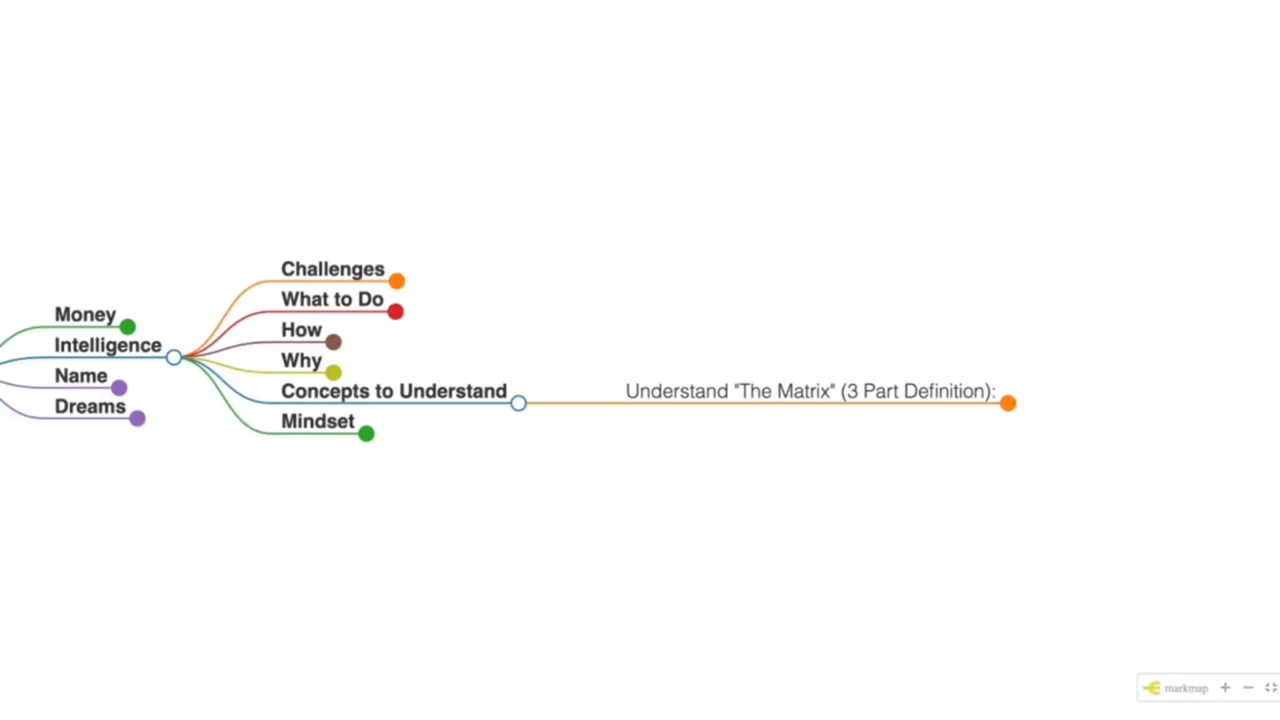 Money
Intelligence
Name
Dreams
Challenges
What to Do
How
Why
Concepts to Understand
Mindset
Understand "The Matrix" (3 Part Definition):
markmap + −